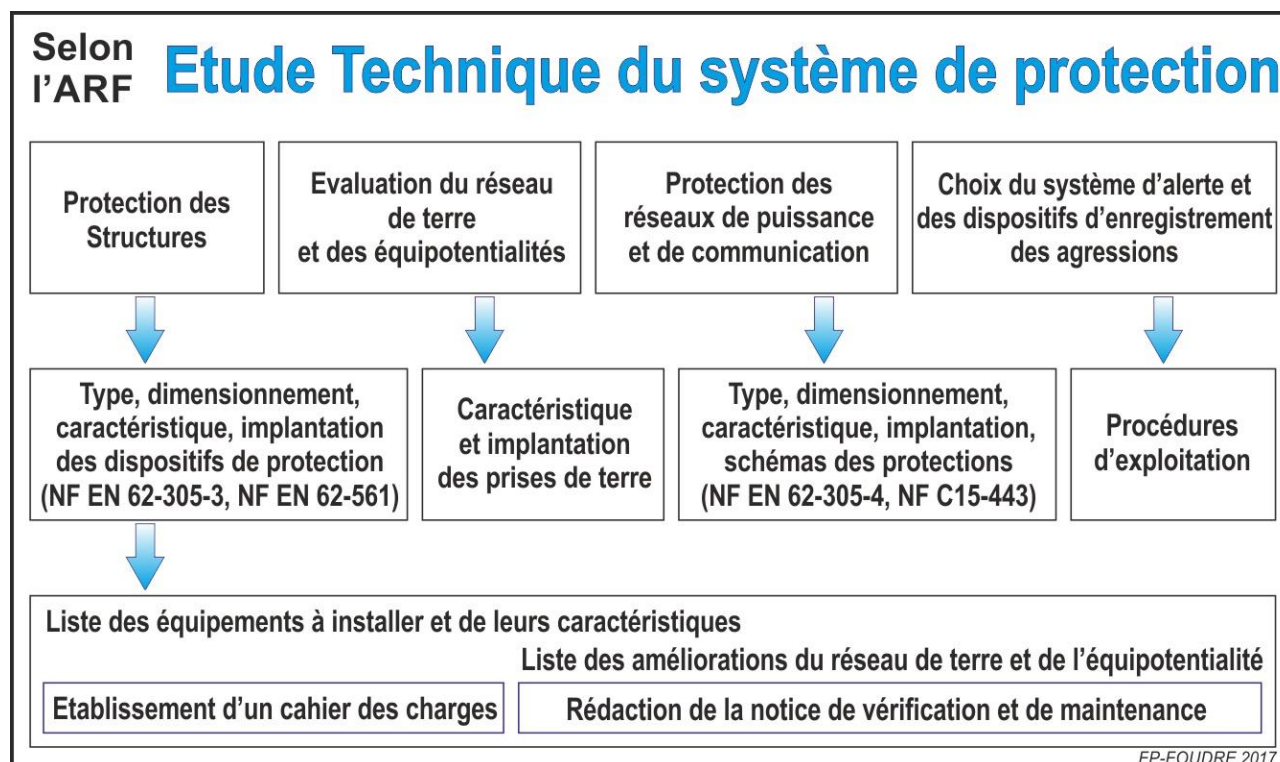 Selon
l'ARF
Etude Technique du système de protection
Protection des
Structures
Evaluation du réseau
de terre
et des équipotentialités
Protection des
réseaux de puissance
et de communication
Choix du système d'alerte et
des dispositifs d'enregistrement
des agressions
Type, dimensionnement,
caractéristique, implantation
des dispositifs de protection
(NF EN 62-305-3, NF EN 62-561)
Caractéristique
et implantation
des prises de terre
Type, dimensionnement,
caractéristique, implantation,
schémas des protections
(NF EN 62-305-4, NF C15-443)
Procédures
d'exploitation
Liste des équipements à installer et de leurs caractéristiques
Liste des améliorations du réseau de terre et de l'équipotentialité
Etablissement d'un cahier des charges
Rédaction de la notice de vérification et de maintenance
EP-FOUDRE 2017